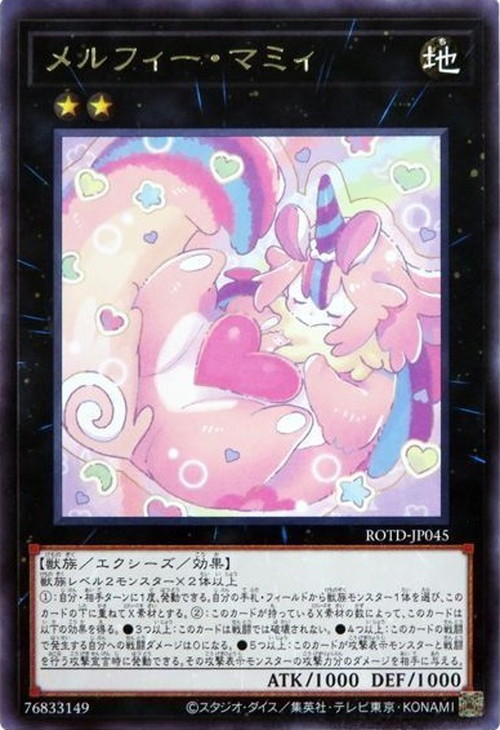 メルフィー・マミィ
地
ROTD-JP045
【獣族/エクシーズ/効果】
獣族レベル2モンスター×2体以上
①:自分・相手ターンに1度、発動できる。自分の手札・フィールドから獣族モンスター1体を選び、この
カードの下に重ねてX素材とする。②:このカードが持っているX素材の数によって、このカードは
以下の効果を得る。●3つ以上:このカードは戦闘では破壊されない。●4つ以上:このカードの戦闘
で発生する自分への戦闘ダメージは0になる。●5つ以上:このカードが攻撃表示モンスターと戦闘
を行う攻撃宣言時に発動できる。その攻撃表示モンスターの攻撃力分のダメージを相手に与える。
ATK/1000 DEF/1000
76833149
©スタジオ・ダイス/集英社・テレビ東京・KONAMI